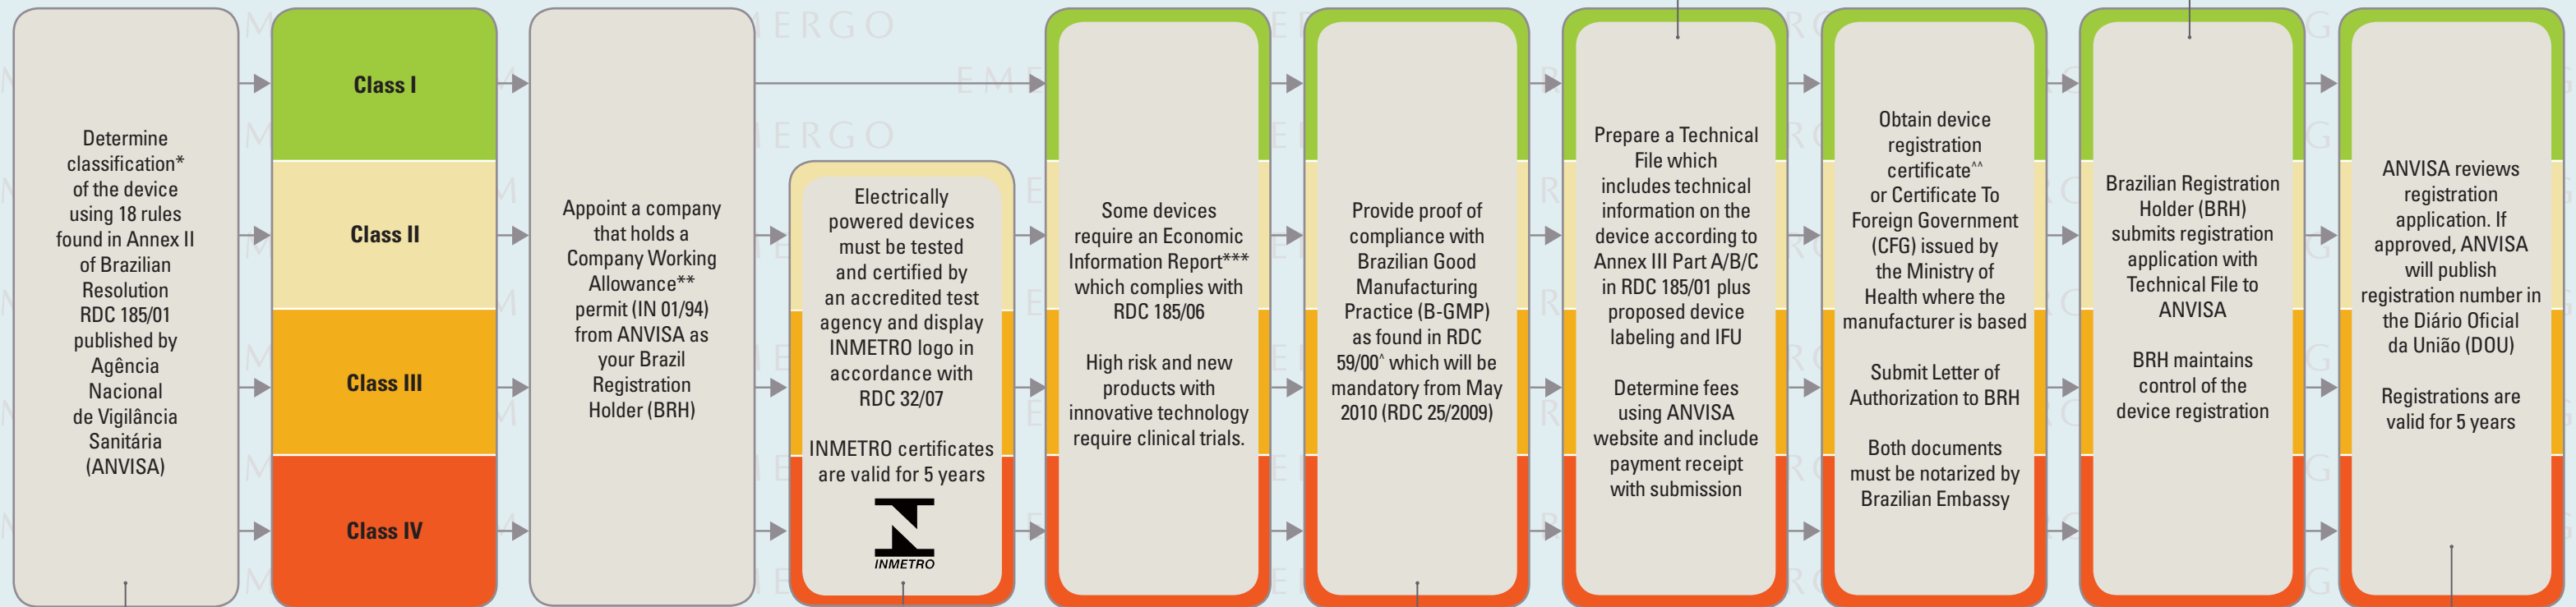 Determine
classification*
of the device
using 18 rules
found in Annex II
of Brazilian
Resolution
RDC 185/01
published by
Agência
Nacional
de Vigilância
Sanitária
(ANVISA)
Class I
Class II
Class III
Class IV
Appoint a company
that holds a
Company Working
Allowance**
permit (IN 01/94)
from ANVISA as
your Brazil
Registration
Holder (BRH)
Electrically
powered devices
must be tested
and certified by
an accredited test
agency and display
INMETRO logo in
accordance with
RDC 32/07
INMETRO certificates
are valid for 5 years
INMETRO
Some devices
require an Economic
Information Report***
which complies with
RDC 185/06
High risk and new
products with
innovative technology
require clinical trials.
Provide proof of
compliance with
Brazilian Good
Manufacturing
Practice (B-GMP)
as found in RDC
59/00^ which will be
mandatory from May
2010 (RDC 25/2009)
Prepare a Technical
File which
includes technical
information on the
device according to
Annex III Part A/B/C
in RDC 185/01 plus
proposed device
labeling and IFU
Determine fees
using ANVISA
website and include
payment receipt
with submission
Obtain device
registration
certificate^^
or Certificate To
Foreign Government
(CFG) issued by
the Ministry of
Health where the
manufacturer is based
Submit Letter of
Authorization to BRH
Both documents
must be notarized by
Brazilian Embassy
Brazilian Registration
Holder (BRH)
submits registration
application with
Technical File to
ANVISA
BRH maintains
control of the
device registration
ANVISA reviews
registration
application. If
approved, ANVISA
will publish
registration number in
the Diário Oficial
da União (DOU)
Registrations are
valid for 5 years